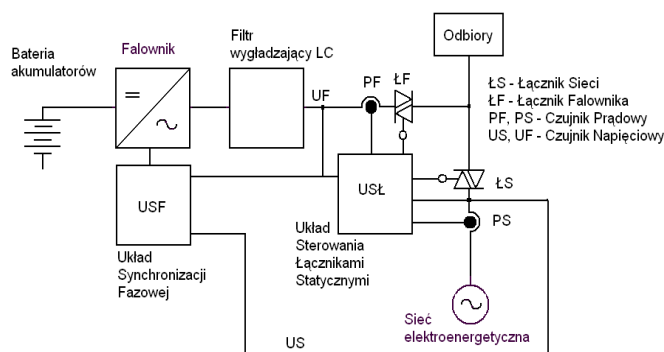 Bateria
akumulatorów
Falownik
Filtr
wygładzający LC
Odbiory
UF
PF
ŁF
ŁS - Łącznik Sieci
ŁF - Łącznik Falownika
PF, PS - Czujnik Prądowy
US, UF - Czujnik Napięciowy
USF
USŁ
ŁS
PS
Układ
Synchronizacji
Fazowej
Układ
Sterowania
Łącznikami
Statycznymi
Sieć
elektroenergetyczna
US